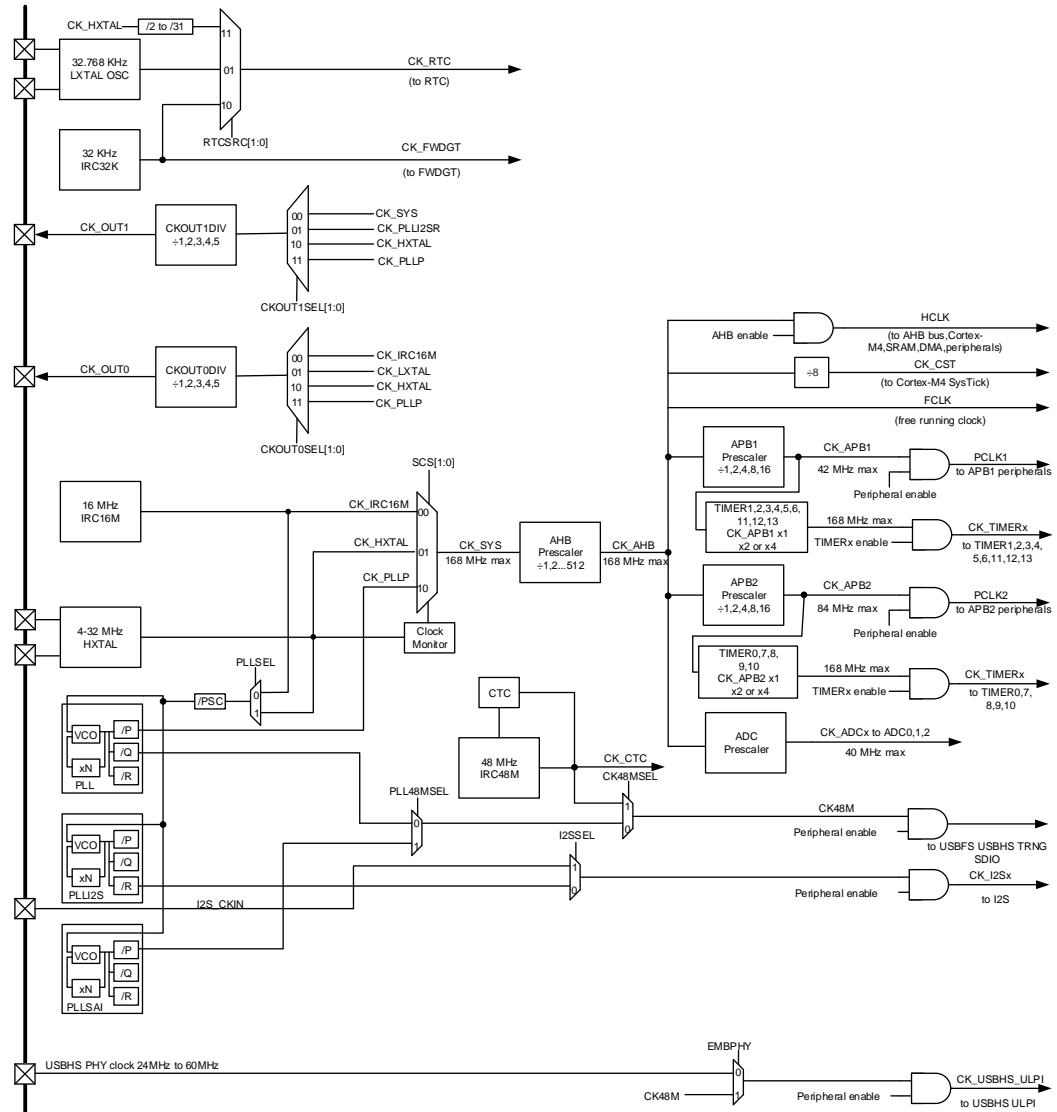 CK_HXTAL
/2 to /31
11
32.768 KHz
LXTAL OSC
01
CK_RTC
(to RTC)
10
RTCSRC[1:0]
32 KHz
IRC32K
CK_FWDGT
(to FWDGT)
CK_OUT1
CKOUT1DIV
÷1,2,3,4,5
00
01
10
11
CK_SYS
CK_PLLI2SR
CK_HXTAL
CK_PLLP
CKOUT1SEL[1:0]
CK_OUT0
CKOUT0DIV
÷1,2,3,4,5
00
01
10
11
CK_IRC16M
CK_LXTAL
CK_HXTAL
CK_PLLP
CKOUT0SEL[1:0]
AHB enable
HCLK
(to AHB bus,Cortex-
M4,SRAM,DMA,peripherals)
÷8
CK_CST
(to Cortex-M4 SysTick)
FCLK
(free running clock)
SCS[1:0]
16 MHz
IRC16M
CK_IRC16M
00
CK_HXTAL
01
CK_PLLP
10
CK_SYS
168 MHz max
AHB
Prescaler
÷1,2...512
CK_AHB
168 MHz max
Clock
Monitor
APB1
Prescaler
÷1,2,4,8,16
CK_APB1
42 MHz max
Peripheral enable
PCLK1
to APB1 peripherals
TIMER1,2,3,4,5,6,
11,12,13
CK_APB1 x1
x2 or x4
168 MHz max
TIMERx enable
CK_TIMERx
to TIMER1,2,3,4,
5,6,11,12,13
APB2
Prescaler
÷1,2,4,8,16
CK_APB2
84 MHz max
Peripheral enable
PCLK2
to APB2 peripherals
TIMER0,7,8,
9,10
CK_APB2 x1
x2 or x4
168 MHz max
TIMERx enable
CK_TIMERx
to TIMER0,7,
8,9,10
ADC
Prescaler
CK_ADCx to ADC0,1,2
40 MHz max
4-32 MHz
HXTAL
PLLSEL
0
1
/PSC
VCO
xN
/P
/Q
/R
PLL
CTC
48 MHz
IRC48M
CK_CTC
CK48MSEL
1
0
PLL48MSEL
0
1
CK48M
Peripheral enable
to USBFS USBHS TRNG
SDIO
VCO
xN
/P
/Q
/R
PLLI2S
I2SSEL
1
0
Peripheral enable
CK_I2Sx
to I2S
I2S_CKIN
VCO
xN
/P
/Q
/R
PLLSAI
USBHS PHY clock 24MHz to 60MHz
EMBPHY
0
1
CK48M
Peripheral enable
CK_USBHS_ULPI
to USBHS ULPI